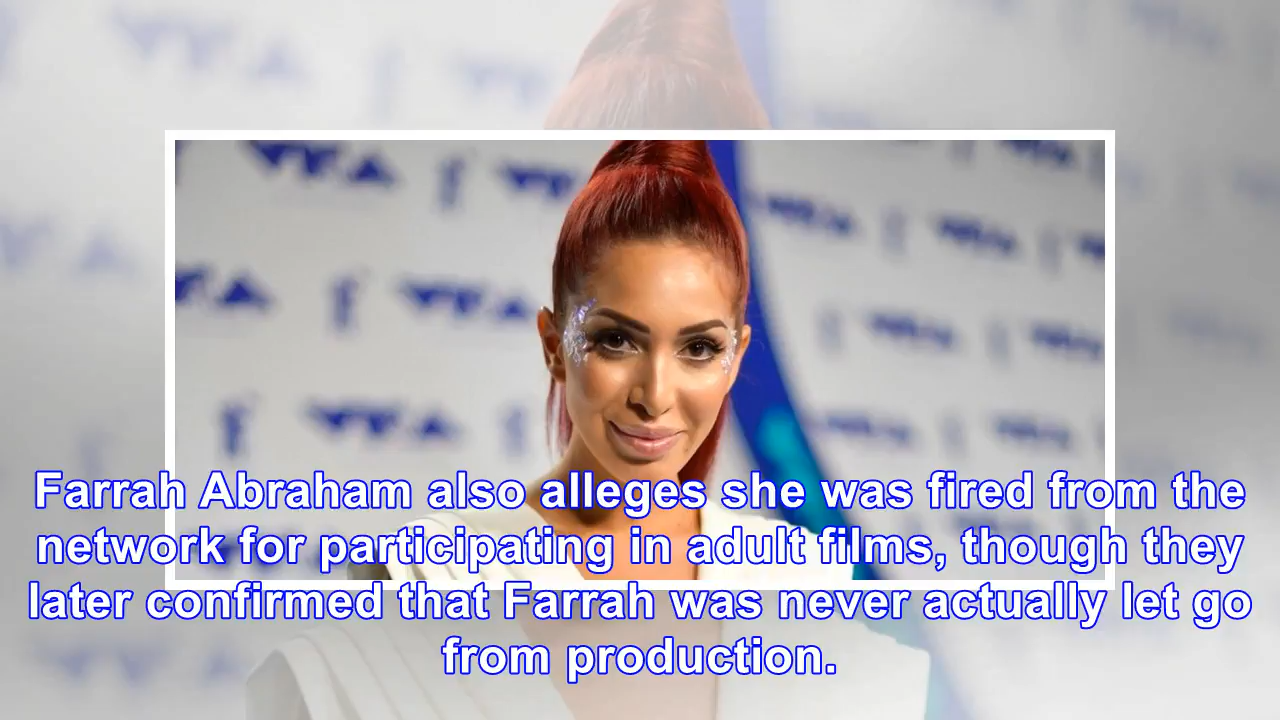 Farrah Abraham also alleges she was fired from the
network for participating in adult films, though they
later confirmed that Farrah was never actually let go
from production.